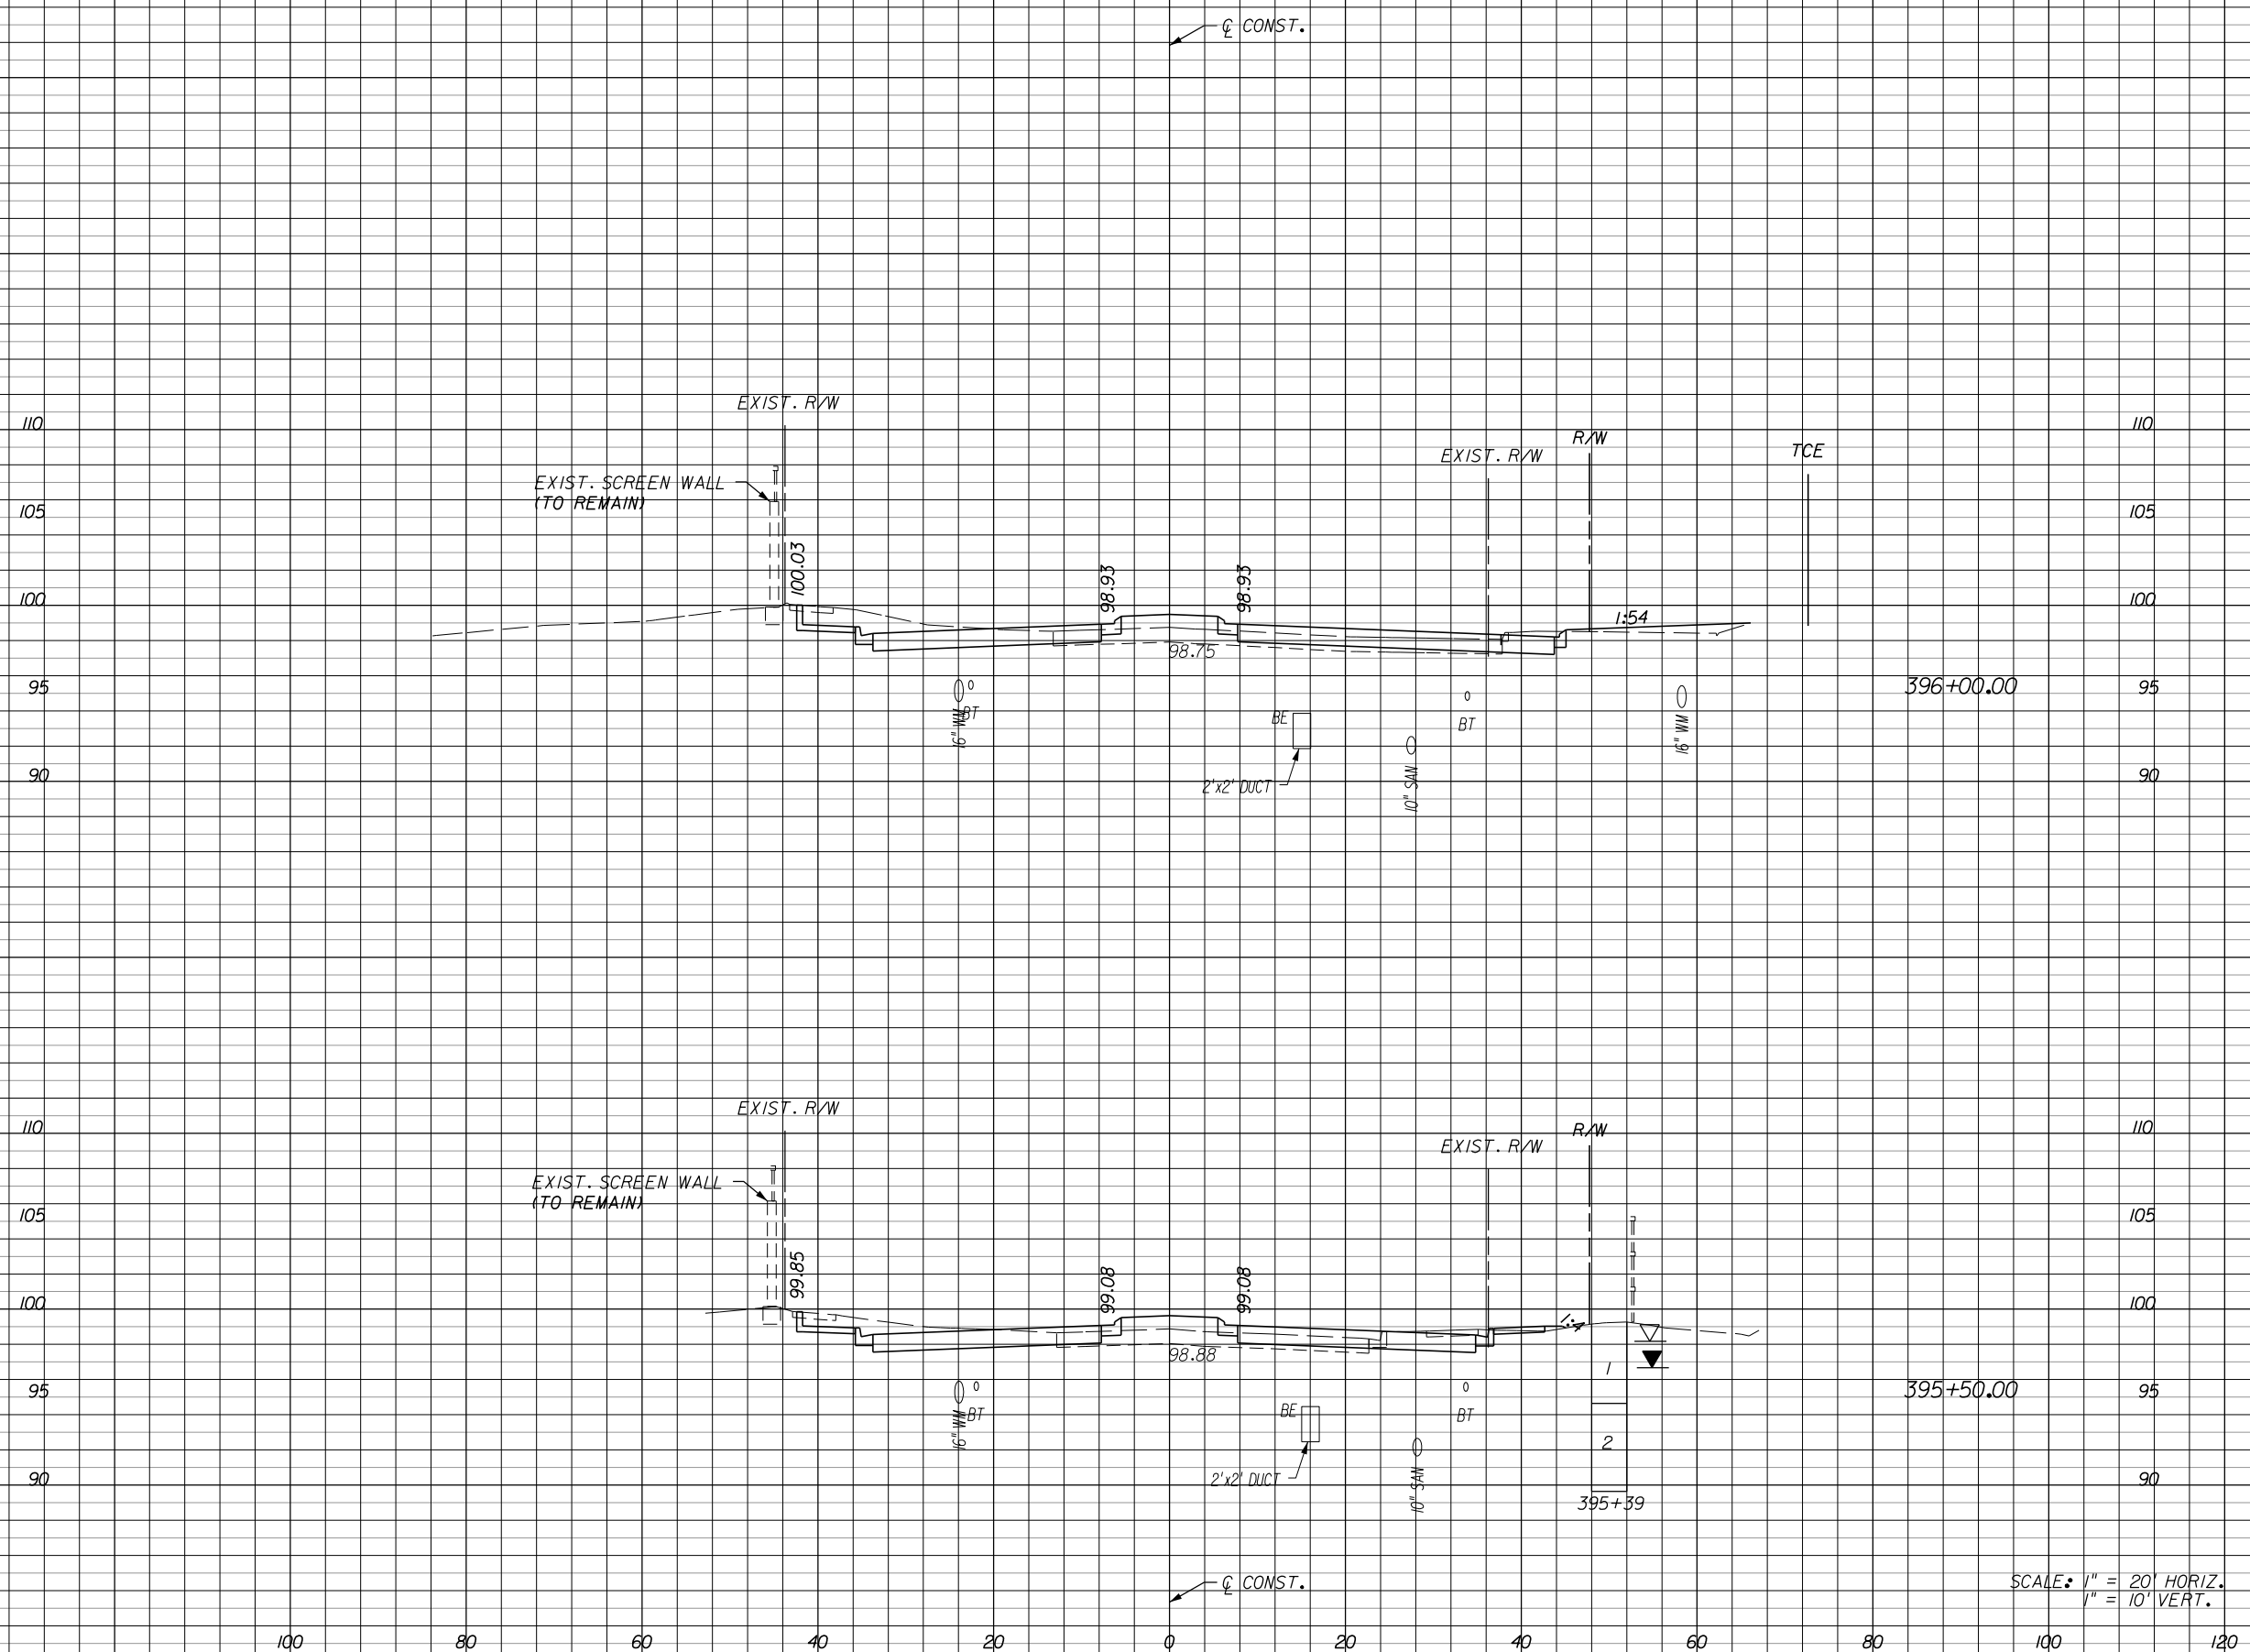 ℄ CONST.
EXIST. R/W
110
110
R/W
EXIST. R/W
TCE
EXIST. SCREEN WALL
(TO REMAIN)
105
105
100.03
98.93
98.93
100
100
1:54
98.75
95
396+00.00
95
16" WM
BT
BE
BT
16" WM
90
2'x2' DUCT
10" SAN
90
EXIST. R/W
110
110
R/W
EXIST. R/W
EXIST. SCREEN WALL
(TO REMAIN)
105
105
99.85
99.08
99.08
100
100
98.88
1
95
395+50.00
95
16" WM
BT
BE
BT
2
90
2'x2' DUCT
10" SAN
90
395+39
℄ CONST.
SCALE: 1" = 20' HORIZ.
1" = 10' VERT.
100 80 60 40 20 0 20 40 60 80 100 120